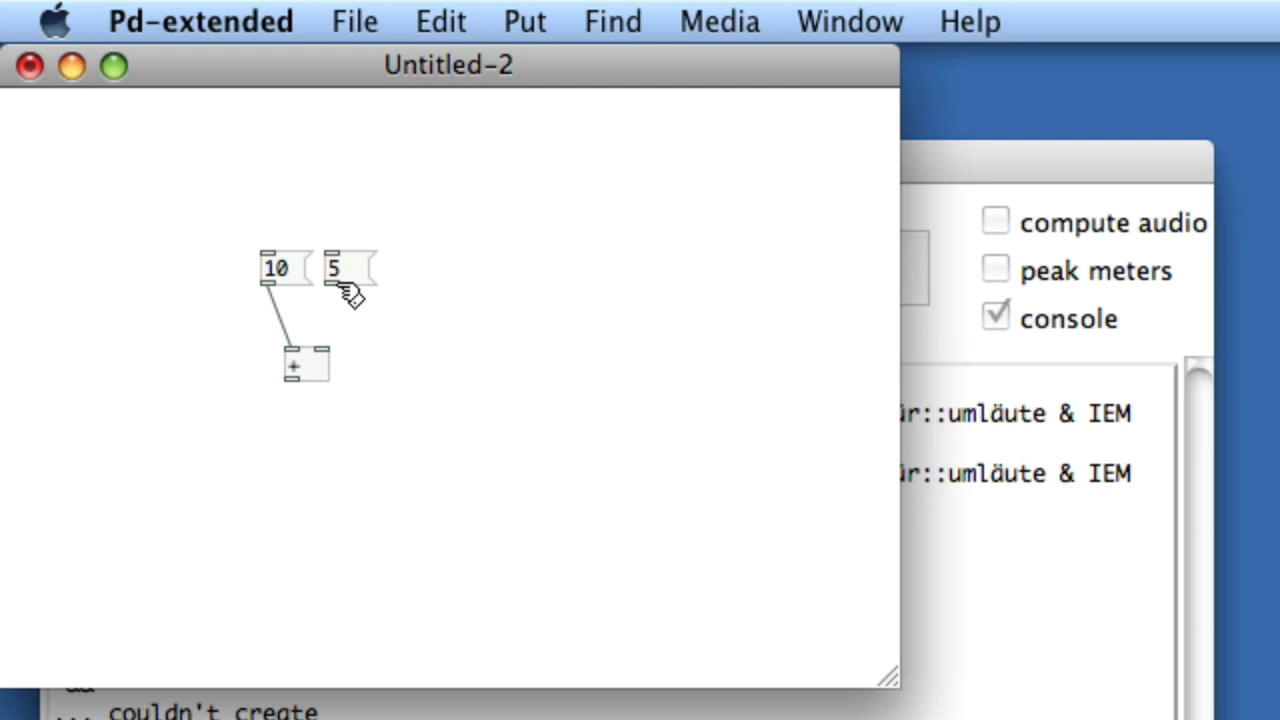 Pd-extended File Edit Put Find Media Window Help
Untitled-2
compute audio
peak meters
console
10 5
+
ür::umläute & IEM
ür::umläute & IEM
... couldn't create